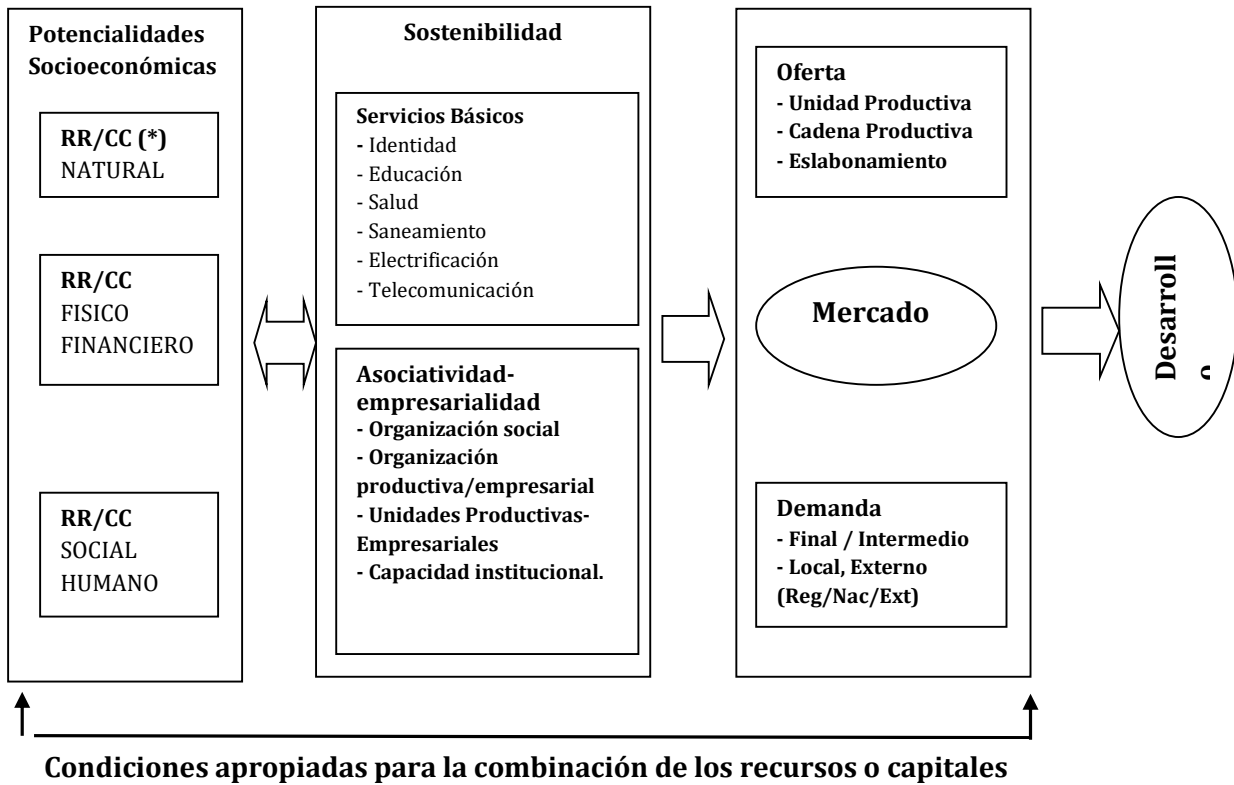 Potencialidades
Socioeconómicas
RR/CC (*)
NATURAL
RR/CC
FISICO
FINANCIERO
RR/CC
SOCIAL
HUMANO
Sostenibilidad
Servicios Básicos
- Identidad
- Educación
- Salud
- Saneamiento
- Electrificación
- Telecomunicación
Asociatividad-
empresarialidad
- Organización social
- Organización
productiva/empresarial
- Unidades Productivas-
Empresariales
- Capacidad institucional.
Oferta
- Unidad Productiva
- Cadena Productiva
- Eslabonamiento
Mercado
Demanda
- Final / Intermedio
- Local, Externo
(Reg/Nac/Ext)
Desarroll
o
Condiciones apropiadas para la combinación de los recursos o capitales